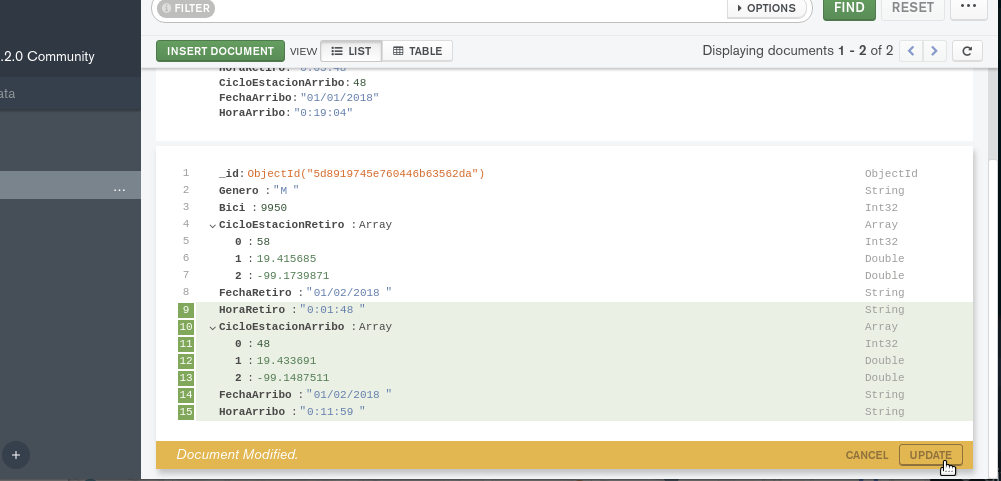 FILTER
OPTIONS
FIND
RESET
...
.2.0 Community
INSERT DOCUMENT
VIEW
LIST
TABLE
Displaying documents 1 - 2 of 2
ata
HoraRetiro: "0:05:48"
CicloEstacionArribo: 48
FechaArribo: "01/01/2018"
HoraArribo: "0:19:04"
...
1 _id: ObjectId("5d8919745e760446b63562da") ObjectId
2 Genero : "M " String
3 Bici : 9950 Int32
4 CicloEstacionRetiro : Array Array
5 0 : 58 Int32
6 1 : 19.415685 Double
7 2 : -99.1739871 Double
8 FechaRetiro : "01/02/2018 " String
9 HoraRetiro : "0:01:48 " String
10 CicloEstacionArribo : Array Array
11 0 : 48 Int32
12 1 : 19.433691 Double
13 2 : -99.1487511 Double
14 FechaArribo : "01/02/2018 " String
15 HoraArribo : "0:11:59 " String
+
Document Modified.
CANCEL
UPDATE